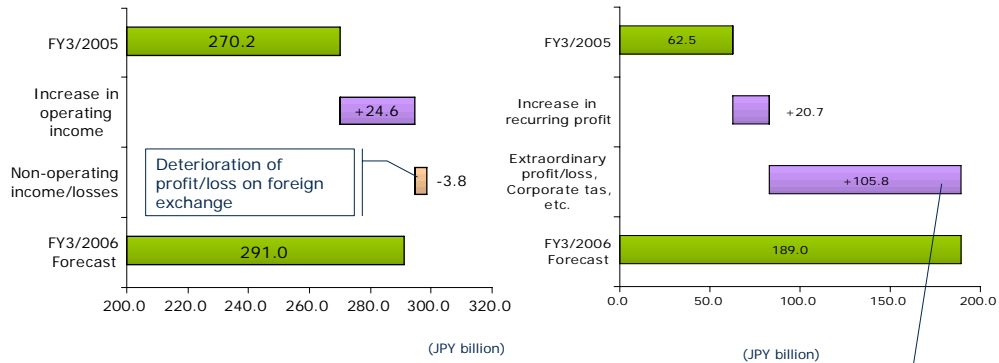 FY3/2005
270.2
Increase in
operating
income
+24.6
Non-operating
income/losses
Deterioration of
profit/loss on foreign
exchange
-3.8
FY3/2006
Forecast
291.0
200.0 220.0 240.0 260.0 280.0 300.0 320.0
(JPY billion)
FY3/2005
62.5
Increase in
recurring profit
+20.7
Extraordinary
profit/loss,
Corporate tas,
etc.
+105.8
FY3/2006
Forecast
189.0
0.0 50.0 100.0 150.0 200.0
(JPY billion)